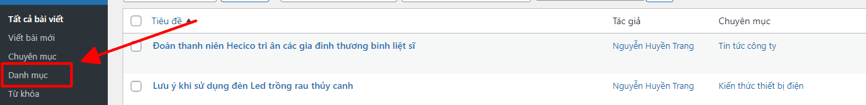 Tất cả bài viết
Viết bài mới
Chuyên mục
Danh mục
Từ khóa
Tiêu đề Tác giả Chuyên mục
Đoàn thanh niên Hecico tri ân các gia đình thương binh liệt sĩ Nguyễn Huyền Trang Tin tức công ty
Lưu ý khi sử dụng đèn Led trồng rau thủy canh Nguyễn Huyền Trang Kiến thức thiết bị điện